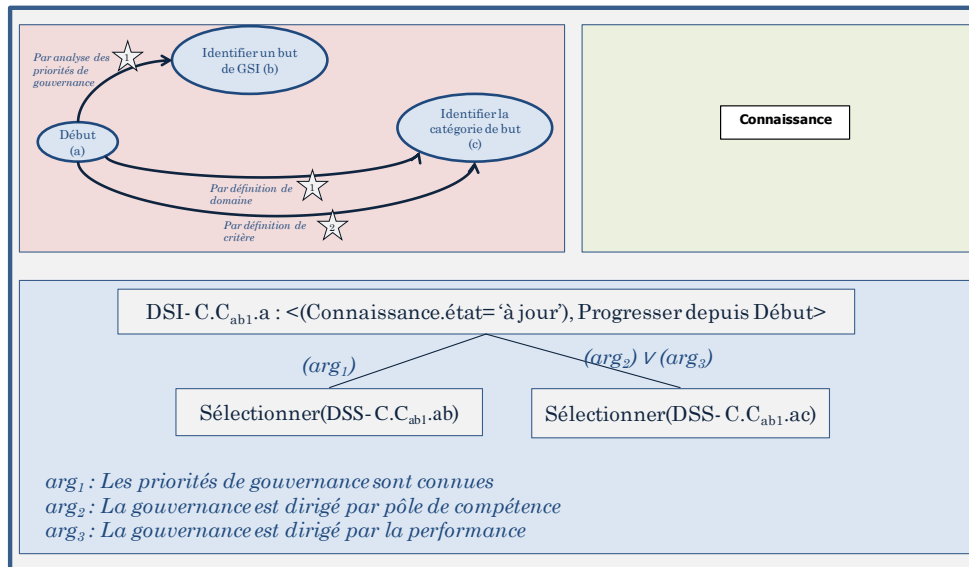 Par analyse des
priorités de
gouvernance
1
Identifier un but
de GSI (b)
Début
(a)
Identifier la
catégorie de but
(c)
1
Par définition de
domaine
2
Par définition de
critère
Connaissance
DSI- C.Cab1.a : <(Connaissance.état= ‘à jour’), Progresser depuis Début>
(arg1)
(arg2) V (arg3)
Sélectionner(DSS- C.Cab1.ab)
Sélectionner(DSS- C.Cab1.ac)
arg1 : Les priorités de gouvernance sont connues
arg2 : La gouvernance est dirigé par pôle de compétence
arg3 : La gouvernance est dirigé par la performance